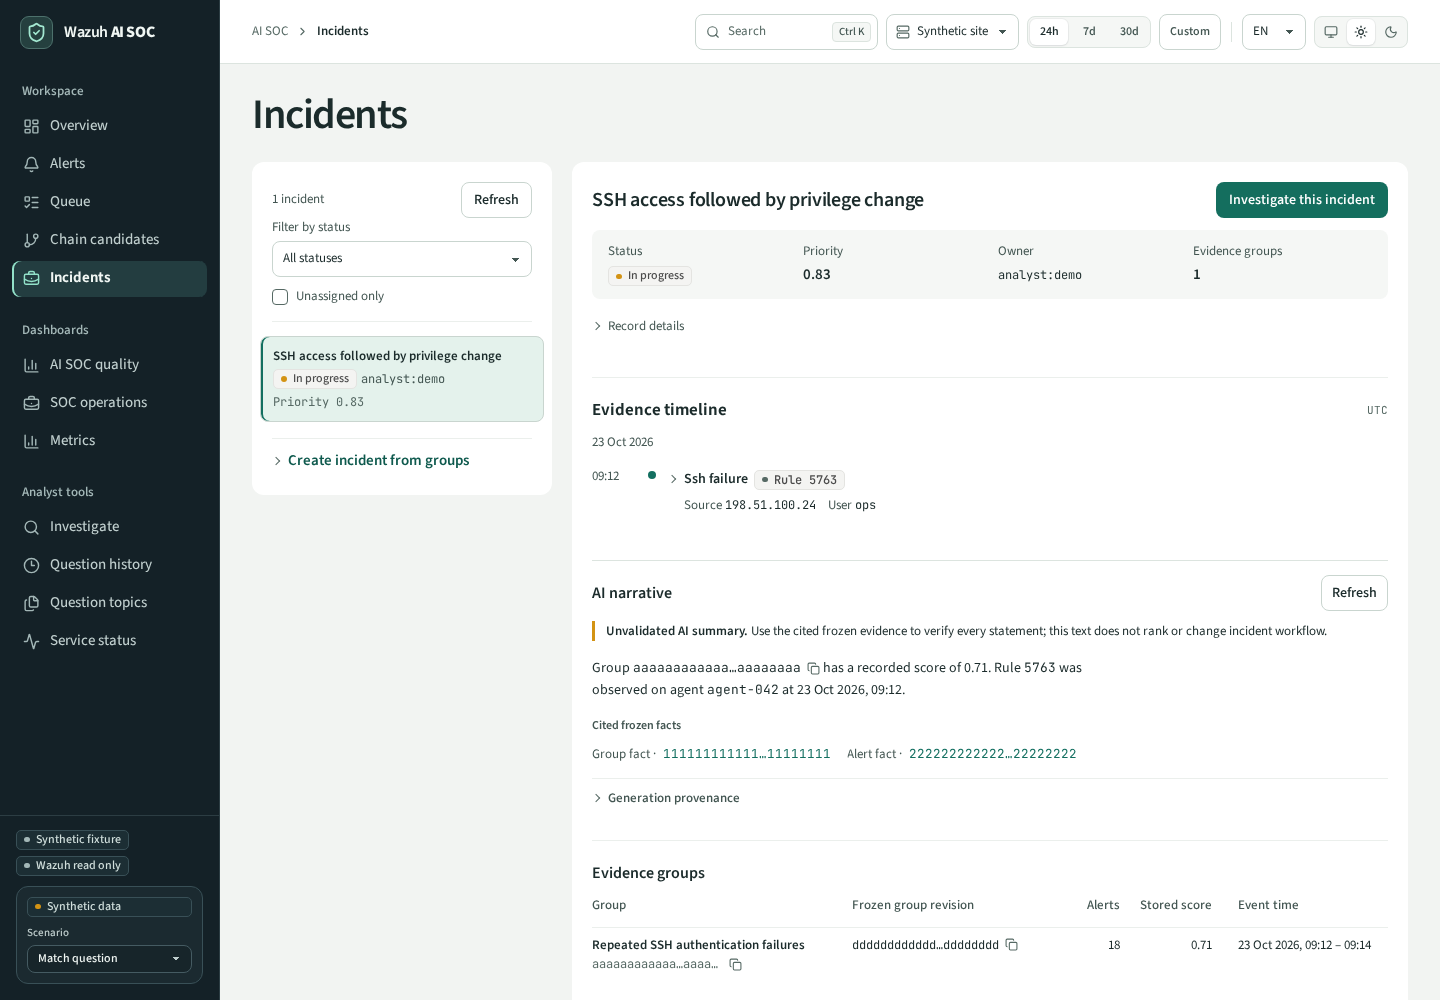 Wazuh AI SOC
Workspace
Overview
Alerts
Queue
Chain candidates
Incidents
Dashboards
AI SOC quality
SOC operations
Metrics
Analyst tools
Investigate
Question history
Question topics
Service status
Synthetic fixture
Wazuh read only
Synthetic data
Scenario
Match question
AI SOC > Incidents
Search Ctrl K
Synthetic site
24h 7d 30d
Custom
EN
Incidents
1 incident
Refresh
Filter by status
All statuses
Unassigned only
SSH access followed by privilege change
In progress analyst:demo
Priority 0.83
Create incident from groups
SSH access followed by privilege change
Investigate this incident
Status Priority Owner Evidence groups
In progress 0.83 analyst:demo 1
Record details
Evidence timeline UTC
23 Oct 2026
09:12 Ssh failure Rule 5763
Source 198.51.100.24 User ops
AI narrative Refresh
Unvalidated AI summary. Use the cited frozen evidence to verify every statement; this text does not rank or change incident workflow.
Group aaaaaaaaaaaa…aaaaaaaa has a recorded score of 0.71. Rule 5763 was
observed on agent agent-042 at 23 Oct 2026, 09:12.
Cited frozen facts
Group fact · 111111111111…11111111 Alert fact · 222222222222…22222222
Generation provenance
Evidence groups
Group Frozen group revision Alerts Stored score Event time
Repeated SSH authentication failures dddddddddddd…dddddddd 18 0.71 23 Oct 2026, 09:12 – 09:14
aaaaaaaaaaaa…aaaa…